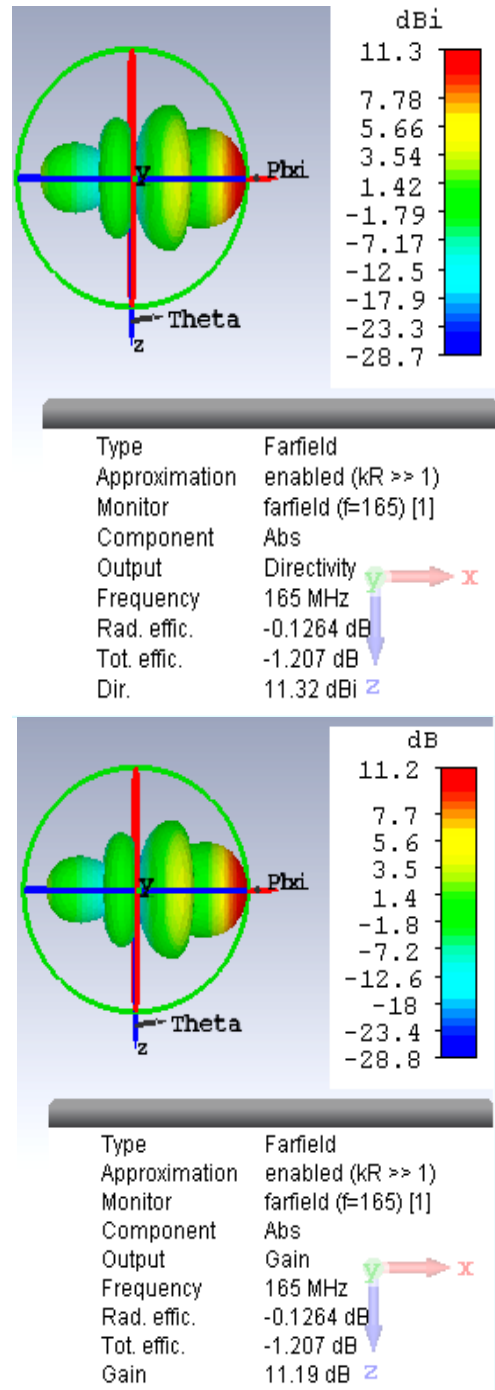 dBi
11.3
7.78
5.66
3.54
1.42
-1.79
-7.17
-12.5
-17.9
-23.3
-28.7
y
x
Phi
Theta
z
Type Farfield
Approximation enabled (kR >> 1)
Monitor farfield (f=165) [1]
Component Abs
Output Directivity
Frequency 165 MHz
Rad. effic. -0.1264 dB
Tot. effic. -1.207 dB
Dir. 11.32 dBi
y
x
z
dB
11.2
7.7
5.6
3.5
1.4
-1.8
-7.2
-12.6
-18
-23.4
-28.8
y
x
Phi
Theta
z
Type Farfield
Approximation enabled (kR >> 1)
Monitor farfield (f=165) [1]
Component Abs
Output Gain
Frequency 165 MHz
Rad. effic. -0.1264 dB
Tot. effic. -1.207 dB
Gain 11.19 dB
y
x
z